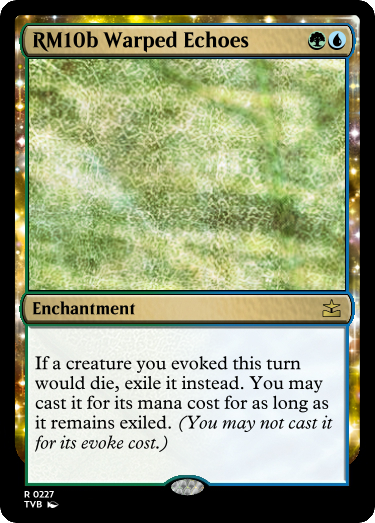 RM10b Warped Echoes
Enchantment
If a creature you evoked this turn
would die, exile it instead. You may
cast it for its mana cost for as long as
it remains exiled. (You may not cast it
for its evoke cost.)
R 0227
TVB